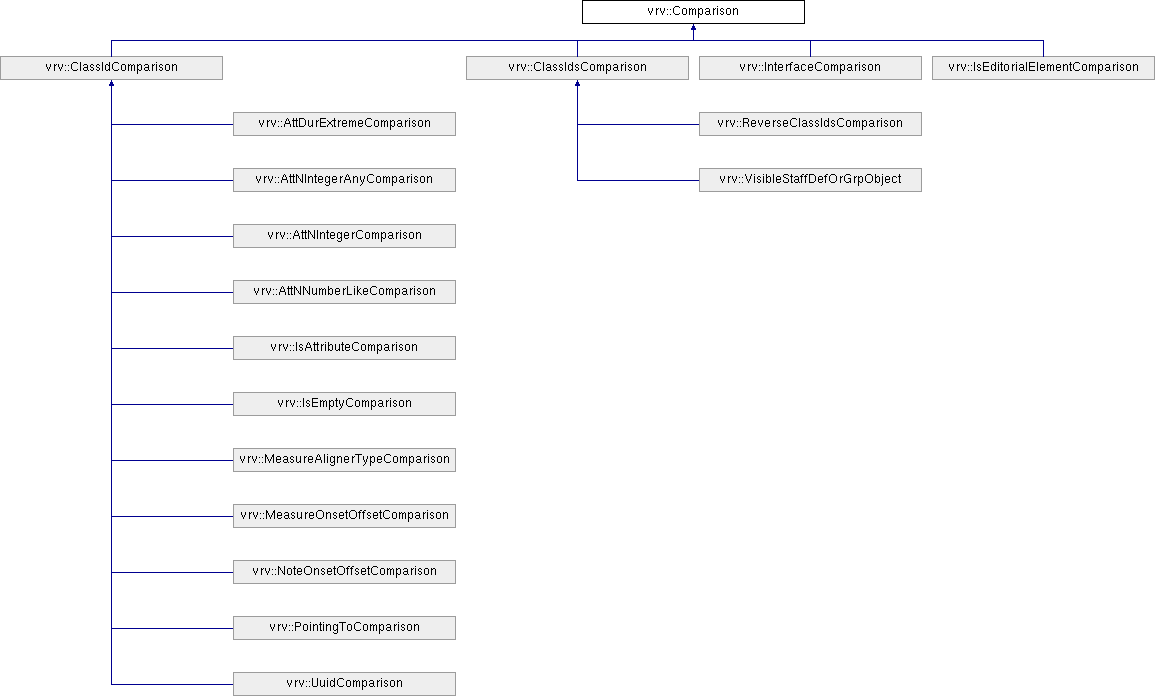 vrv::Comparison
vrv::ClassIdComparison
vrv::ClassIdsComparison
vrv::InterfaceComparison
vrv::IsEditorialElementComparison
vrv::AttDurExtremeComparison
vrv::ReverseClassIdsComparison
vrv::AttNIntegerAnyComparison
vrv::VisibleStaffDefOrGrpObject
vrv::AttNIntegerComparison
vrv::AttNNumberLikeComparison
vrv::IsAttributeComparison
vrv::IsEmptyComparison
vrv::MeasureAlignerTypeComparison
vrv::MeasureOnsetOffsetComparison
vrv::NoteOnsetOffsetComparison
vrv::PointingToComparison
vrv::UuidComparison